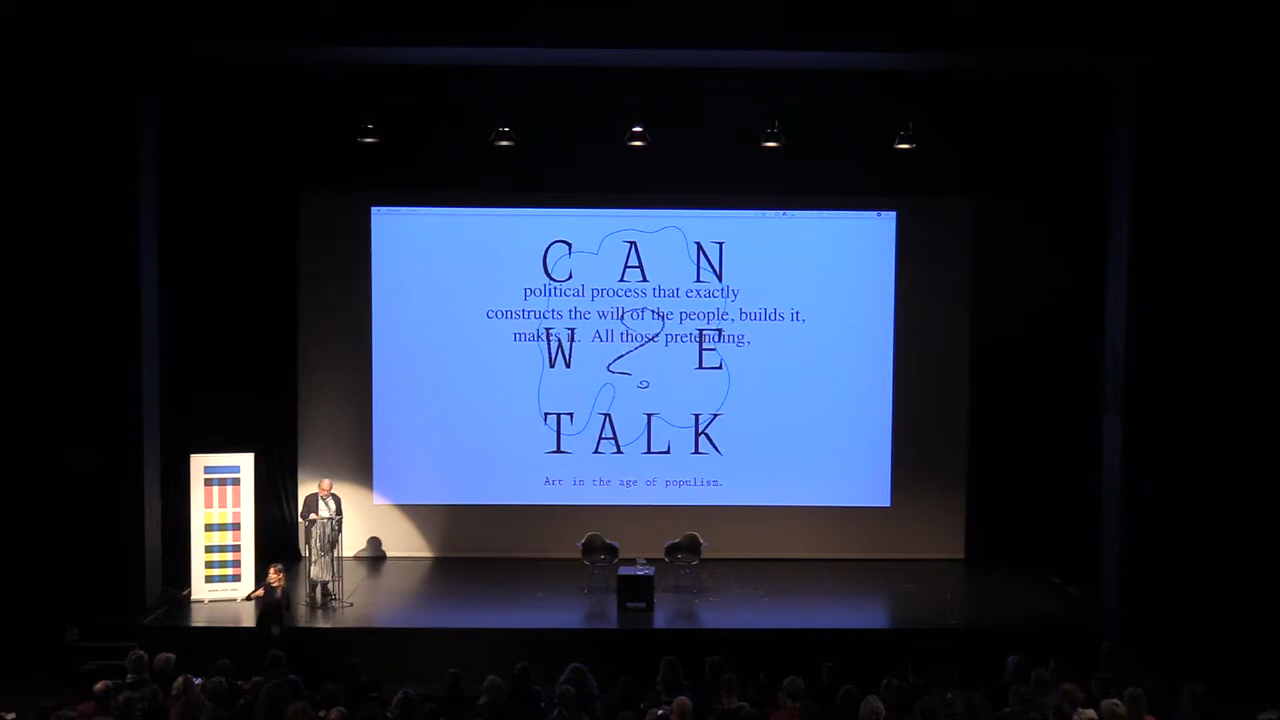 CAN
political process that exactly
constructs the will of the people, builds it,
makes it. All those pretending,
W ? E
TALK
Art in the age of populism.